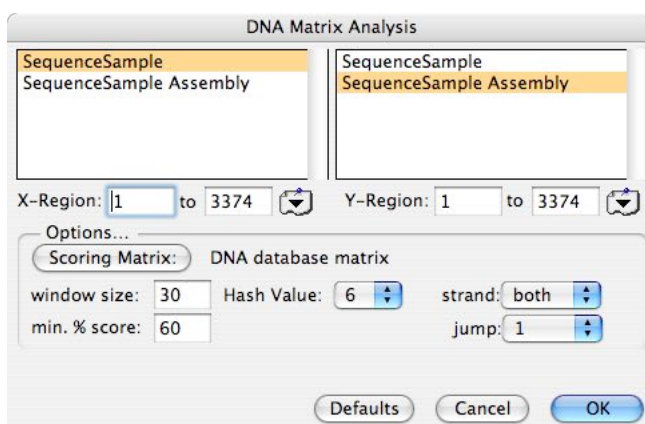 DNA Matrix Analysis
SequenceSample
SequenceSample Assembly
SequenceSample
SequenceSample Assembly
X-Region: 1 to 3374
Y-Region: 1 to 3374
Options...
Scoring Matrix: DNA database matrix
window size: 30 Hash Value: 6 strand: both
min. % score: 60 jump: 1
Defaults Cancel OK